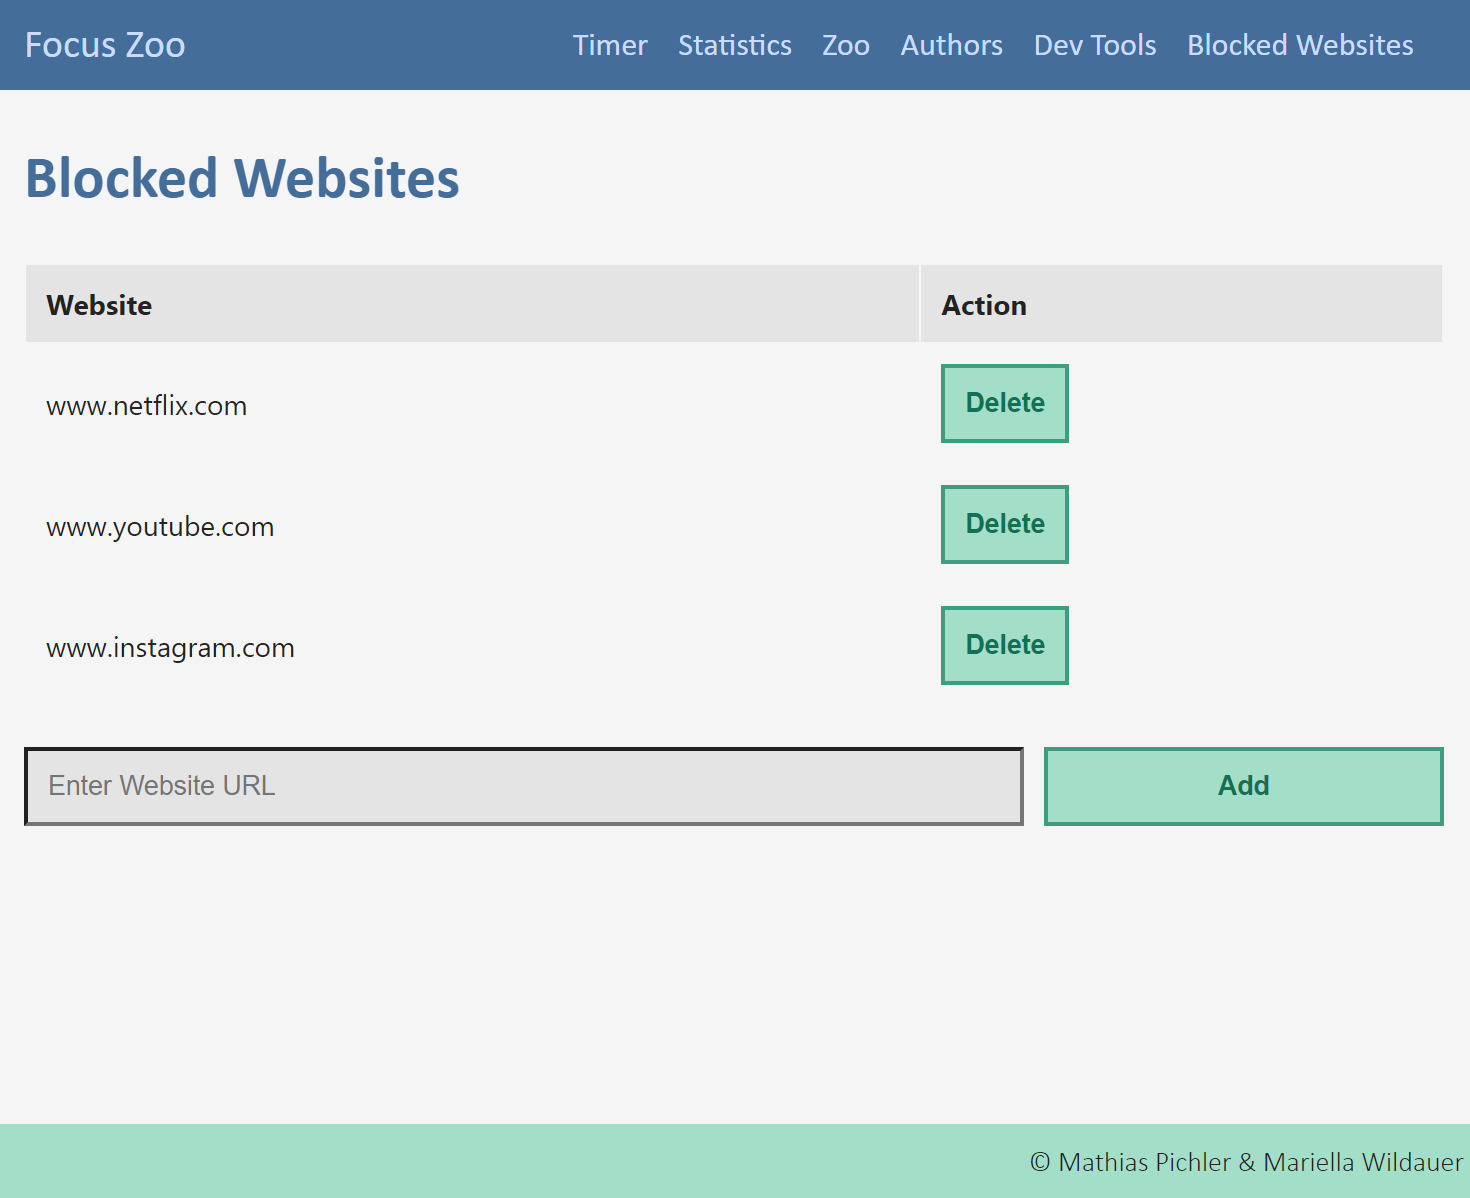 Focus Zoo Timer Statistics Zoo Authors Dev Tools Blocked Websites
Blocked Websites
Website Action
www.netflix.com Delete
www.youtube.com Delete
www.instagram.com Delete
Enter Website URL Add
© Mathias Pichler & Mariella Wildauer